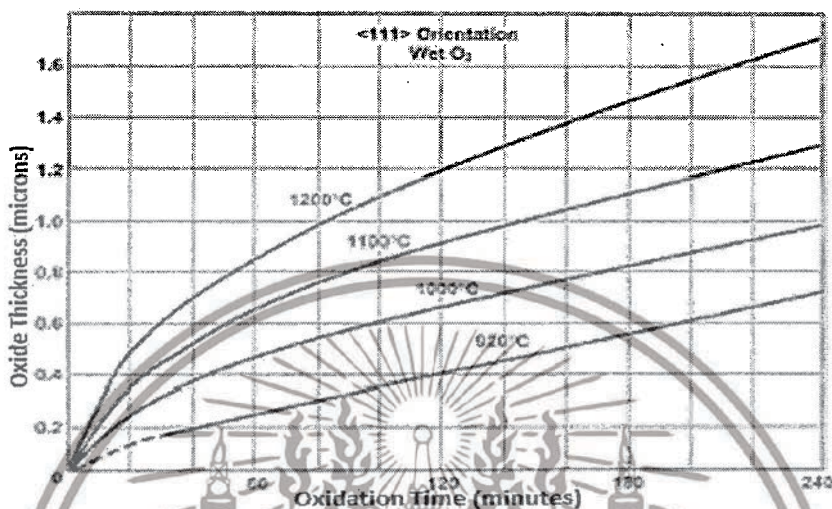 <111> Orientation
Wet O₂
1.6
1.4
1.2
1.0
0.8
0.6
0.4
0.2
0
Oxide Thickness (microns)
1200°C
1100°C
1000°C
920°C
60
120
180
240
Oxidation Time (minutes)